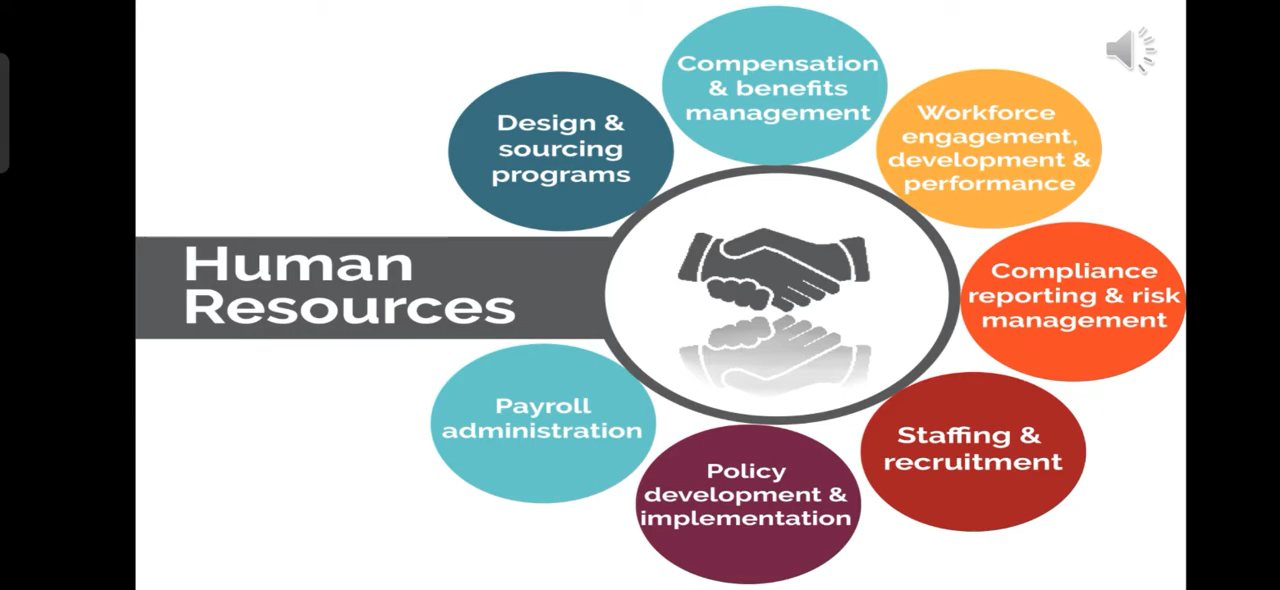 Human
Resources
Design &
sourcing
programs
Compensation
& benefits
management
Workforce
engagement,
development &
performance
Compliance
reporting & risk
management
Staffing &
recruitment
Policy
development &
implementation
Payroll
administration